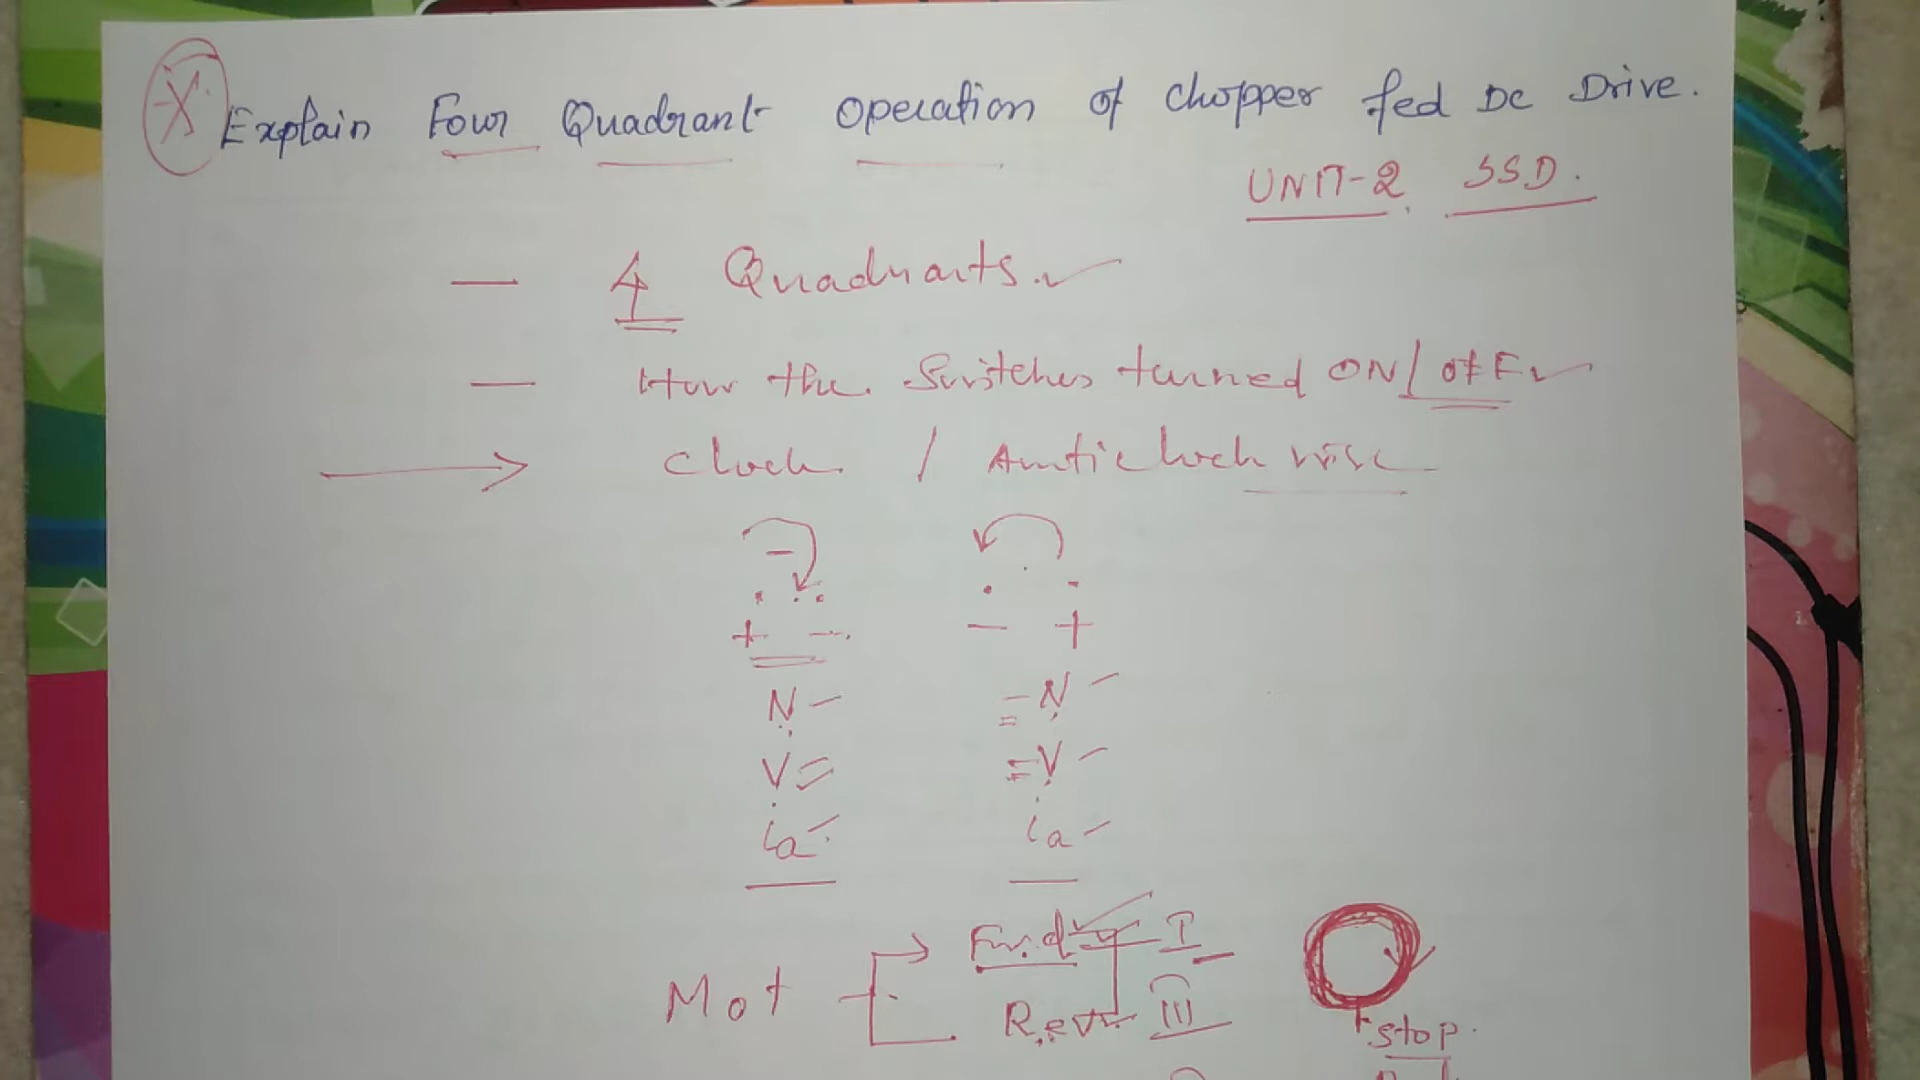 Explain Four Quadrant Operation of Chopper fed DC Drive.
UNIT-2 SSD.
- 4 Quadrants.
- How the Switches turned ON/OFF
→ Clock / Anticlock wise
+ - - +
N -N
V -V
ia ia
Mot Fwd I
Rev III
stop.